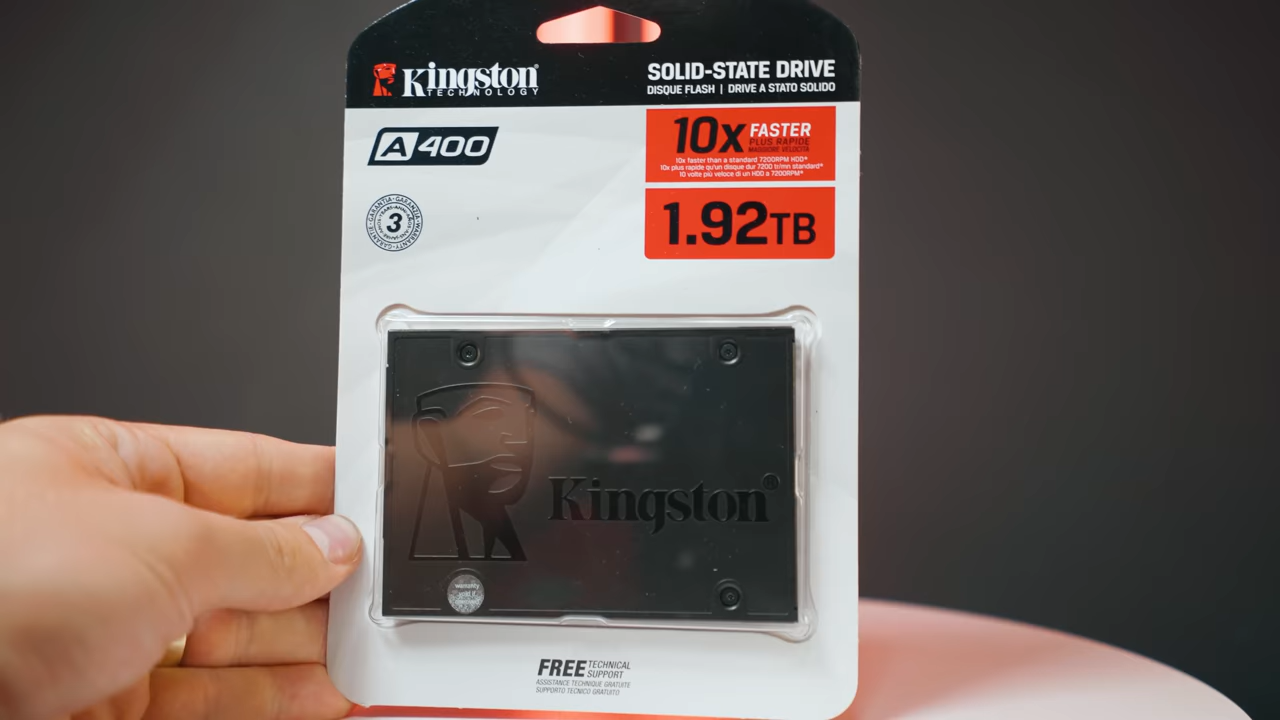 Kingston
TECHNOLOGY
SOLID-STATE DRIVE
DISQUE FLASH | DRIVE A STATO SOLIDO
A400
10x FASTER
PLUS RAPIDE
MAGGIORE VELOCITÀ
10x faster than a standard 7200RPM HDD*
10x plus rapide qu'un disque dur 7200 tr/mn standard*
10 volte più veloce di un HDD a 7200RPM*
3
1.92TB
Kingston®
warranty
FREE TECHNICAL SUPPORT
ASSISTANCE TECHNIQUE GRATUITE
SUPPORTO TECNICO GRATUITO